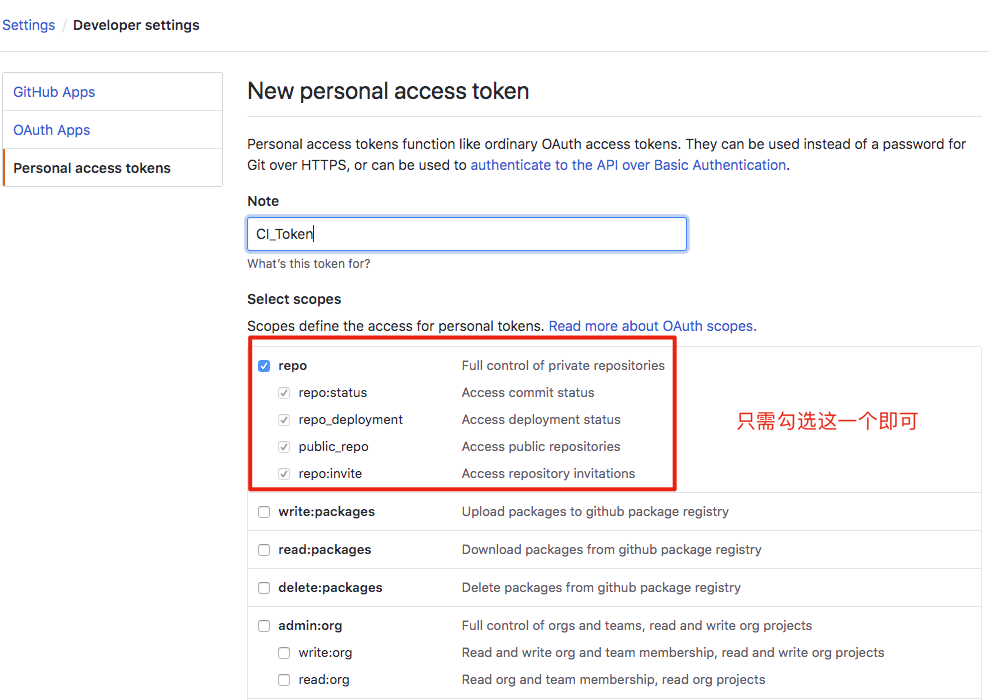 Settings / Developer settings
GitHub Apps
OAuth Apps
Personal access tokens
New personal access token
Personal access tokens function like ordinary OAuth access tokens. They can be used instead of a password for
Git over HTTPS, or can be used to authenticate to the API over Basic Authentication.
Note
CI_Token
What's this token for?
Select scopes
Scopes define the access for personal tokens. Read more about OAuth scopes.
repo Full control of private repositories
repo:status Access commit status
repo_deployment Access deployment status
public_repo Access public repositories
repo:invite Access repository invitations
只需勾选这一个即可
write:packages Upload packages to github package registry
read:packages Download packages from github package registry
delete:packages Delete packages from github package registry
admin:org Full control of orgs and teams, read and write org projects
write:org Read and write org and team membership, read and write org projects
read:org Read org and team membership, read org projects